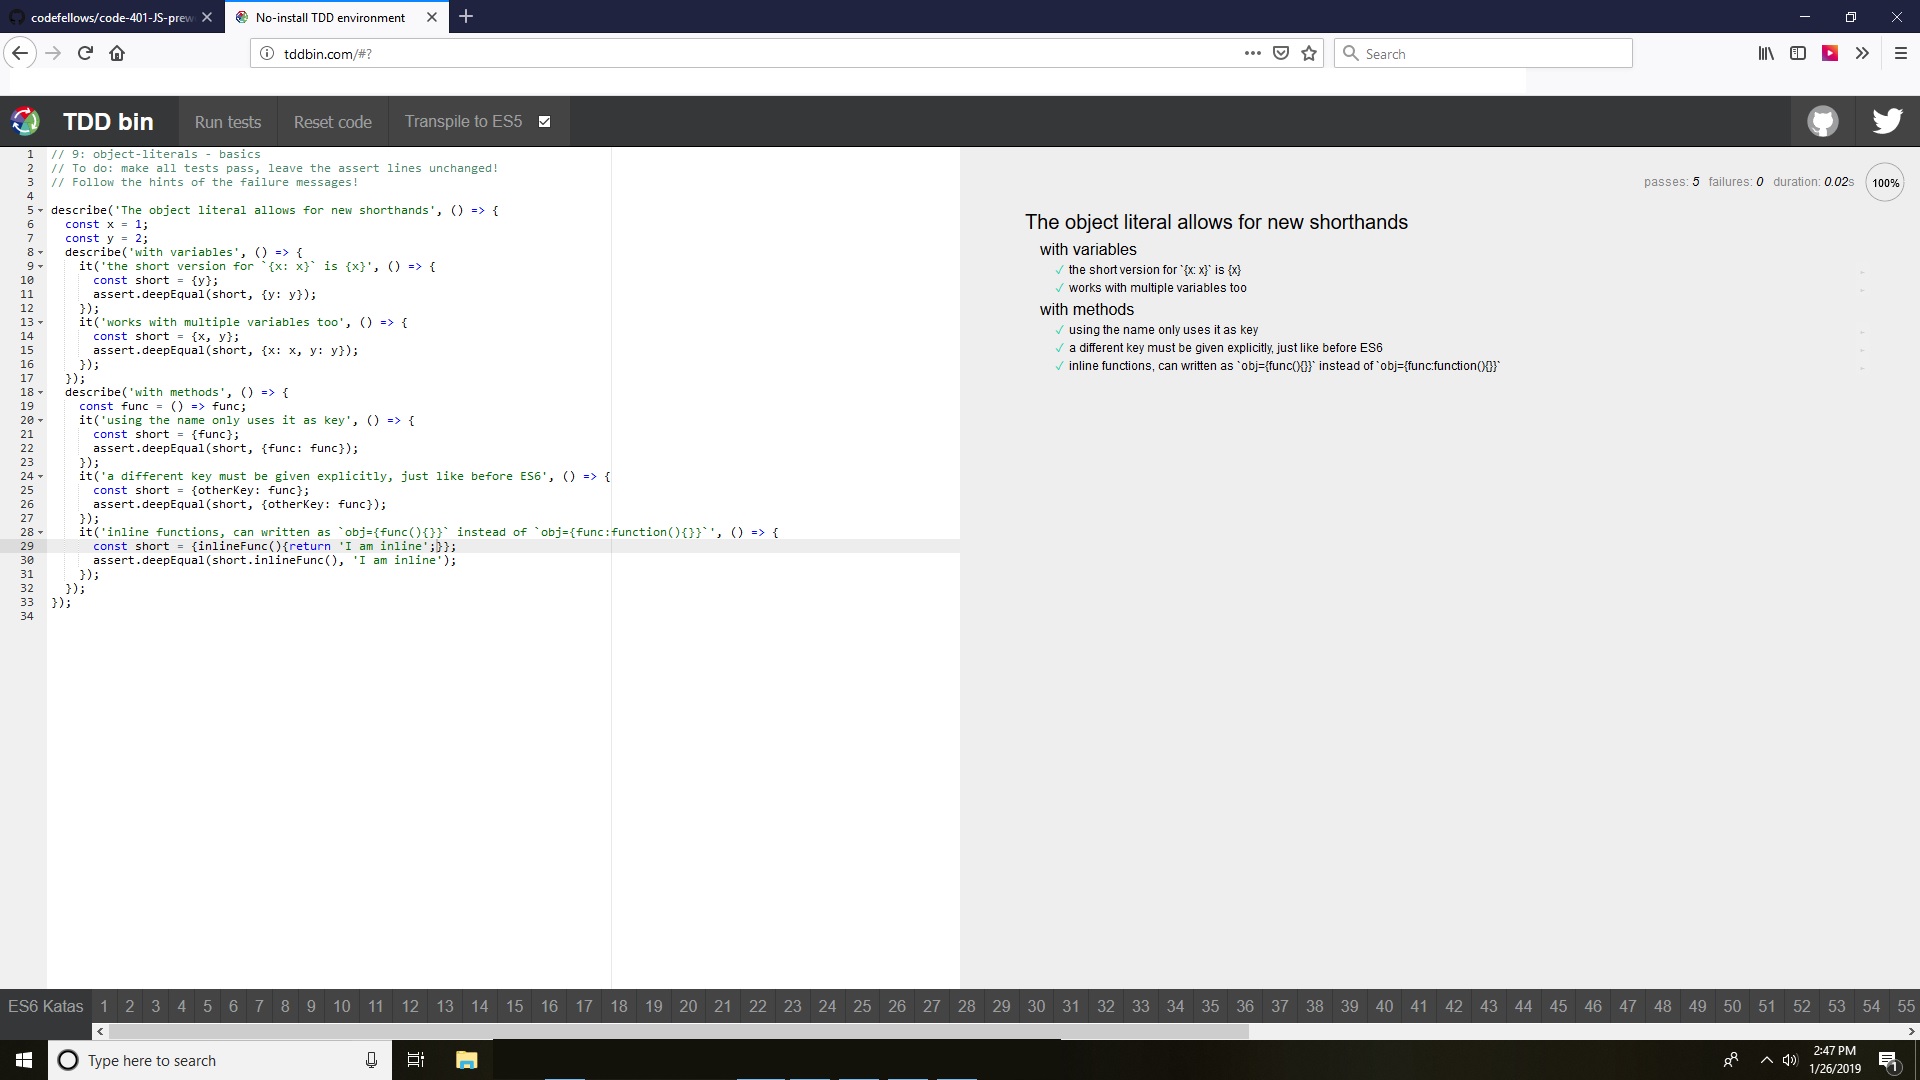 codefellows/code-401-JS-prew
No-install TDD environment
tddbin.com/#?
Search
TDD bin
Run tests
Reset code
Transpile to ES5
1 // 9: object-literals - basics
2 // To do: make all tests pass, leave the assert lines unchanged!
3 // Follow the hints of the failure messages!
4
5 describe('The object literal allows for new shorthands', () => {
6 const x = 1;
7 const y = 2;
8 describe('with variables', () => {
9 it('the short version for `{x: x}` is {x}', () => {
10 const short = {y};
11 assert.deepEqual(short, {y: y});
12 });
13 it('works with multiple variables too', () => {
14 const short = {x, y};
15 assert.deepEqual(short, {x: x, y: y});
16 });
17 });
18 describe('with methods', () => {
19 const func = () => func;
20 it('using the name only uses it as key', () => {
21 const short = {func};
22 assert.deepEqual(short, {func: func});
23 });
24 it('a different key must be given explicitly, just like before ES6', () => {
25 const short = {otherKey: func};
26 assert.deepEqual(short, {otherKey: func});
27 });
28 it('inline functions, can written as `obj={func(){}}` instead of `obj={func:function(){}}`', () => {
29 const short = {inlineFunc(){return 'I am inline';}};
30 assert.deepEqual(short.inlineFunc(), 'I am inline');
31 });
32 });
33 });
34
passes: 5 failures: 0 duration: 0.02s 100%
The object literal allows for new shorthands
with variables
✓ the short version for `{x: x}` is {x}
✓ works with multiple variables too
with methods
✓ using the name only uses it as key
✓ a different key must be given explicitly, just like before ES6
✓ inline functions, can written as `obj={func(){}}` instead of `obj={func:function(){}}`
ES6 Katas 1 2 3 4 5 6 7 8 9 10 11 12 13 14 15 16 17 18 19 20 21 22 23 24 25 26 27 28 29 30 31 32 33 34 35 36 37 38 39 40 41 42 43 44 45 46 47 48 49 50 51 52 53 54 55
Type here to search
2:47 PM
1/26/2019
1